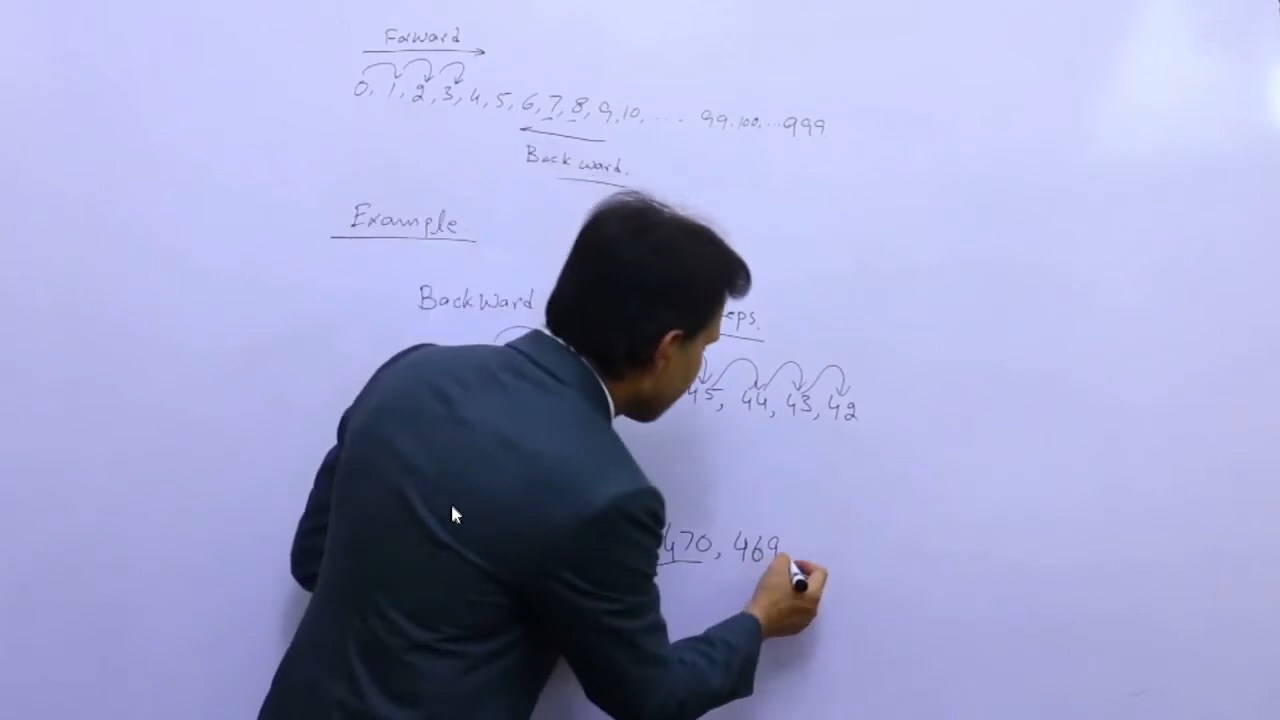 Forward
0, 1, 2, 3, 4, 5, 6, 7, 8, 9, 10, .... 99, 100, ...999
Backward.
Example
Backward eps.
45, 44, 43, 42
470, 469